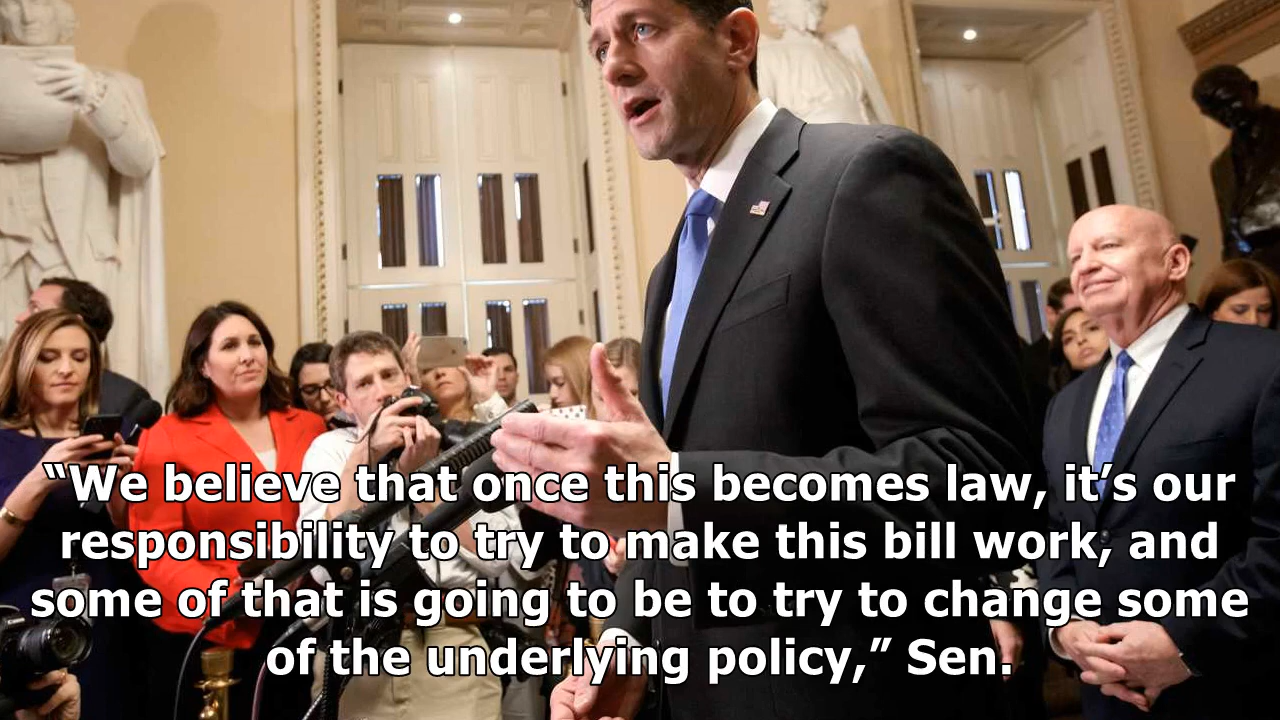 “We believe that once this becomes law, it’s our
responsibility to try to make this bill work, and
some of that is going to be to try to change some
of the underlying policy,” Sen.